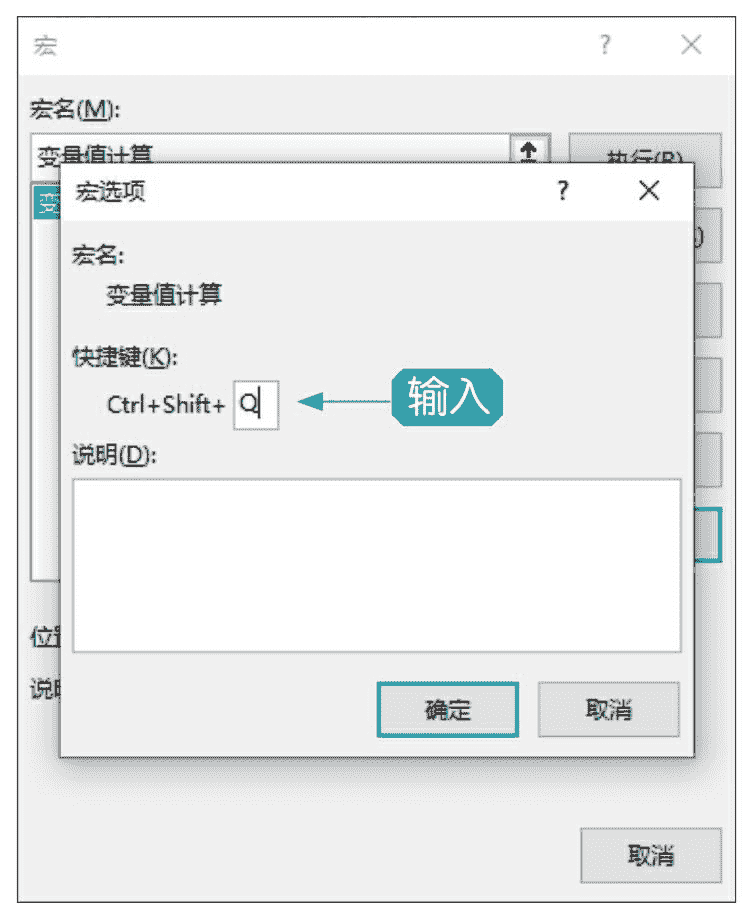 宏
宏名(M):
变量值计算
执行(R)
宏选项
宏名:
变量值计算
快捷键(K):
Ctrl+Shift+ Q
输入
说明(D):
确定
取消
取消